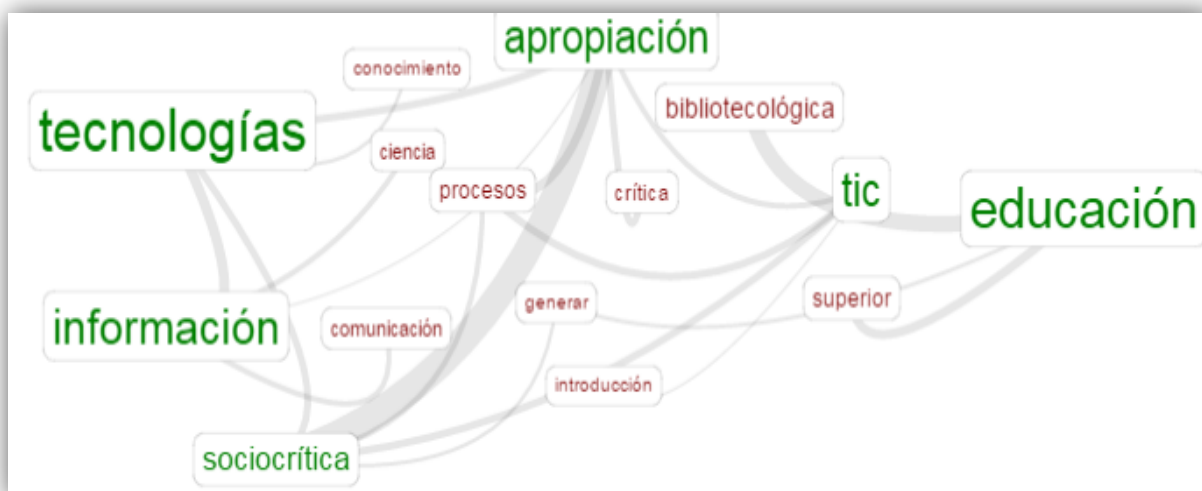 apropiación
conocimiento
bibliotecológica
tecnologías
ciencia
procesos
crítica
tic
educación
información
comunicación
generar
superior
introducción
sociocrítica